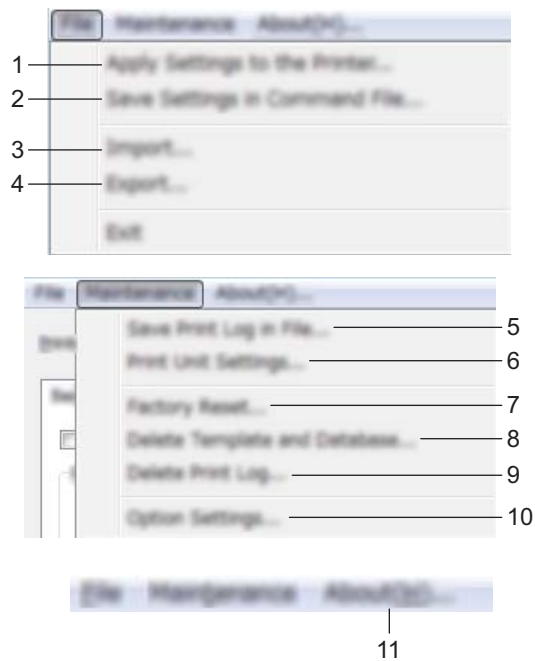 File Maintenance About(H)...
1 Apply Settings to the Printer...
2 Save Settings in Command File...
3 Import...
4 Export...
Exit
File Maintenance About(H)...
Save Print Log in File... 5
Print Unit Settings... 6
Factory Reset... 7
Delete Template and Database... 8
Delete Print Log... 9
Option Settings... 10
File Maintenance About(H)...
11